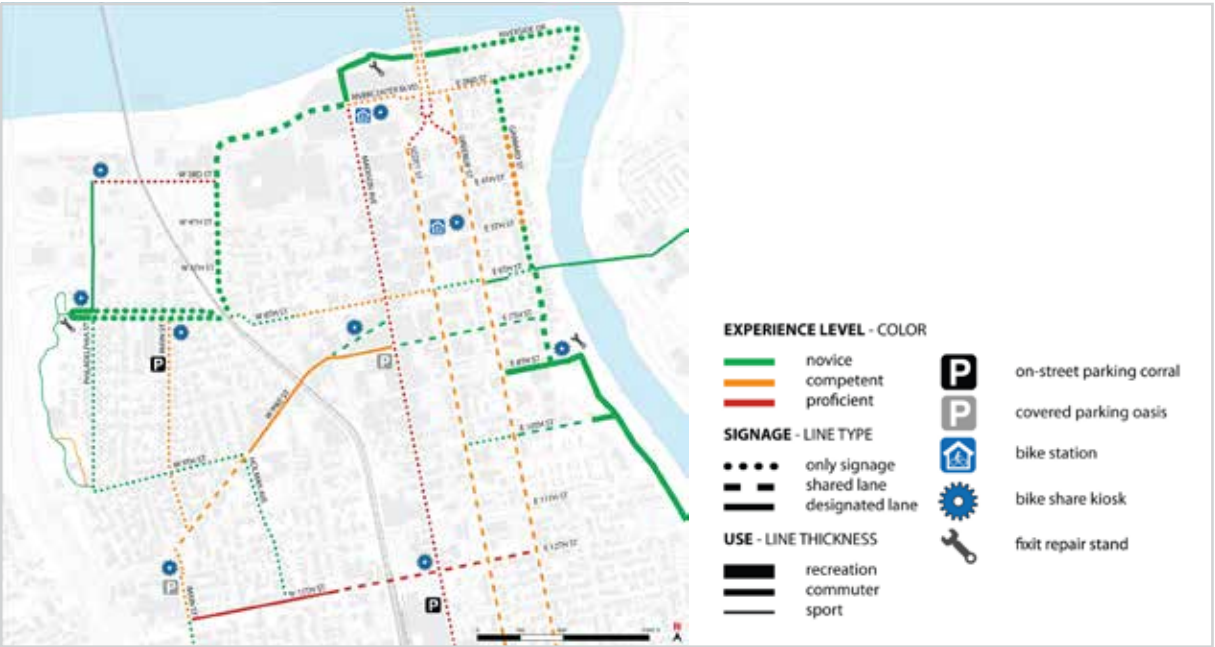 RIVERSIDE DR
RIVERCENTER BLVD
E 2ND ST
GARRARD ST
GREENUP ST
SCOTT ST
MADISON AVE
E 4TH ST
W 3RD ST
W 4TH ST
E 5TH ST
W 5TH ST
E 6TH ST
W 6TH ST
E 7TH ST
PHILADELPHIA ST
MAIN ST
E 8TH ST
W PIKE ST
E 10TH ST
W 9TH ST
HOLMAN AVE
E 11TH ST
E 12TH ST
W 12TH ST
MAIN ST
N
EXPERIENCE LEVEL - COLOR
novice
competent
proficient
SIGNAGE - LINE TYPE
only signage
shared lane
designated lane
USE - LINE THICKNESS
recreation
commuter
sport
P on-street parking corral
P covered parking oasis
bike station
bike share kiosk
fixit repair stand